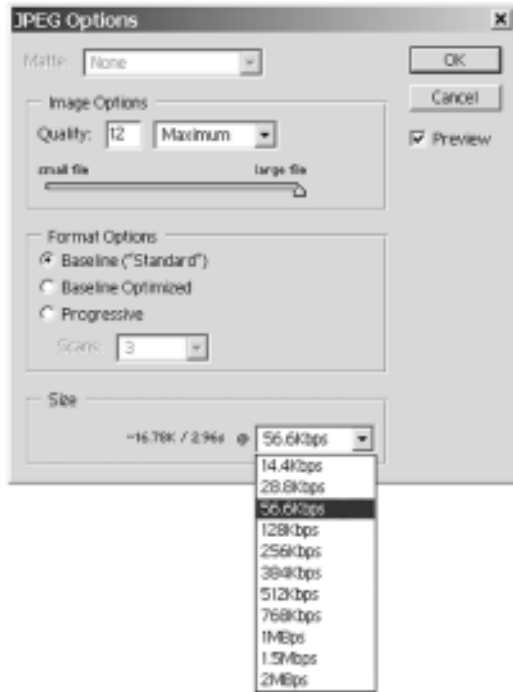 JPEG Options
Matte: None
OK
Cancel
Preview
Image Options
Quality: 12 Maximum
small file large file
Format Options
Baseline ("Standard")
Baseline Optimized
Progressive
Scans: 3
Size
~16.78K / 2.96s @ 56.6Kbps
14.4Kbps
28.8Kbps
56.6Kbps
128Kbps
256Kbps
384Kbps
512Kbps
768Kbps
1MBps
1.5Mbps
2MBps